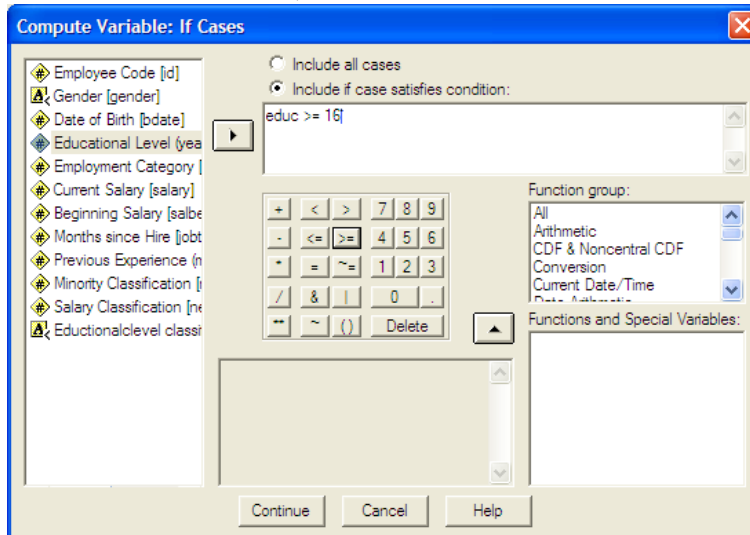 Compute Variable: If Cases
Employee Code [id]
Gender [gender]
Date of Birth [bdate]
Educational Level (yea
Employment Category [
Current Salary [salary]
Beginning Salary [salbe
Months since Hire [jobt
Previous Experience (m
Minority Classification [
Salary Classification [ne
Eductionalclevel classif
Include all cases
Include if case satisfies condition:
educ >= 16
+ < > 7 8 9
- <= >= 4 5 6
* = ~= 1 2 3
/ & | 0 .
** ~ () Delete
Function group:
All
Arithmetic
CDF & Noncentral CDF
Conversion
Current Date/Time
Date Arithmetic
Functions and Special Variables:
Continue Cancel Help